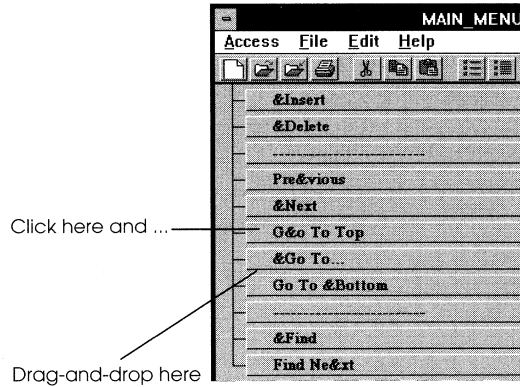 MAIN_MENU
Access File Edit Help
&Insert
&Delete
---------------------------
Pre&vious
&Next
Click here and ...
G&o To Top
&Go To...
Go To &Bottom
---------------------------
&Find
Drag-and-drop here
Find Ne&xt